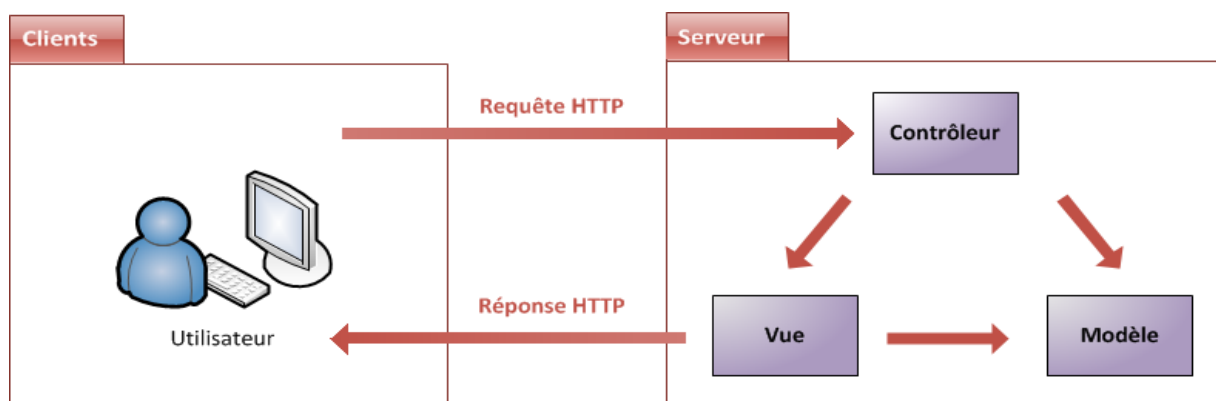 Clients
Serveur
Requête HTTP
Contrôleur
Réponse HTTP
Utilisateur
Vue
Modèle